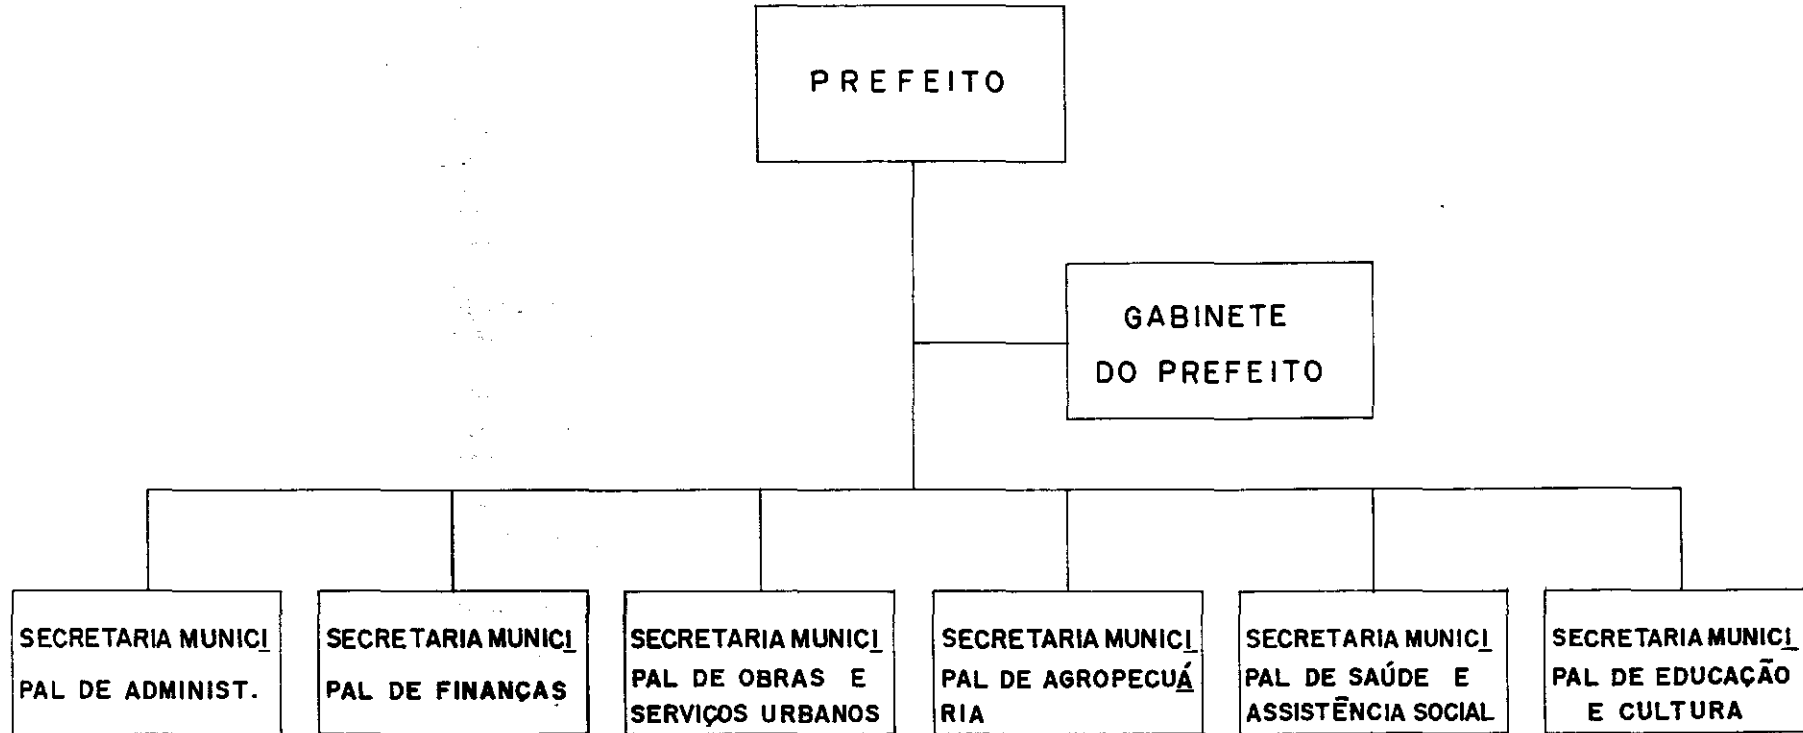 PREFEITO
GABINETE
DO PREFEITO
SECRETARIA MUNICI
PAL DE ADMINIST.
SECRETARIA MUNICI
PAL DE FINANÇAS
SECRETARIA MUNICI
PAL DE OBRAS E
SERVIÇOS URBANOS
SECRETARIA MUNICI
PAL DE AGROPECUÁ
RIA
SECRETARIA MUNICI
PAL DE SAÚDE E
ASSISTÊNCIA SOCIAL
SECRETARIA MUNICI
PAL DE EDUCAÇÃO
E CULTURA